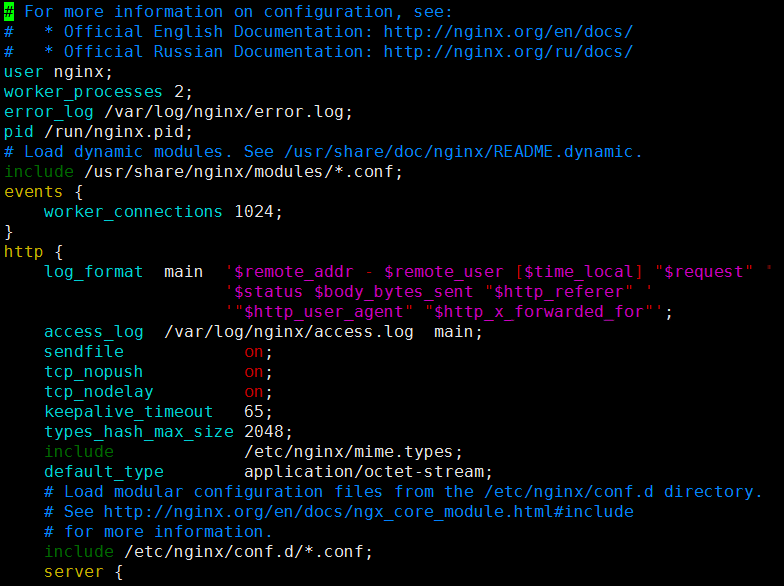 # For more information on configuration, see:
#   * Official English Documentation: http://nginx.org/en/docs/
#   * Official Russian Documentation: http://nginx.org/ru/docs/
user nginx;
worker_processes 2;
error_log /var/log/nginx/error.log;
pid /run/nginx.pid;
# Load dynamic modules. See /usr/share/doc/nginx/README.dynamic.
include /usr/share/nginx/modules/*.conf;
events {
    worker_connections 1024;
}
http {
    log_format  main  '$remote_addr - $remote_user [$time_local] "$request" '
                      '$status $body_bytes_sent "$http_referer" '
                      '"$http_user_agent" "$http_x_forwarded_for"';
    access_log  /var/log/nginx/access.log  main;
    sendfile            on;
    tcp_nopush          on;
    tcp_nodelay         on;
    keepalive_timeout   65;
    types_hash_max_size 2048;
    include             /etc/nginx/mime.types;
    default_type        application/octet-stream;
    # Load modular configuration files from the /etc/nginx/conf.d directory.
    # See http://nginx.org/en/docs/ngx_core_module.html#include
    # for more information.
    include /etc/nginx/conf.d/*.conf;
    server {